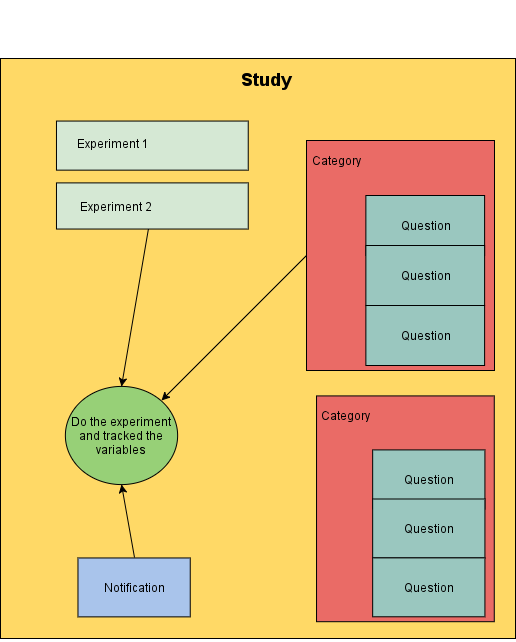 Study
Experiment 1
Experiment 2
Category
Question
Question
Question
Do the experiment
and tracked the
variables
Category
Question
Question
Question
Notification